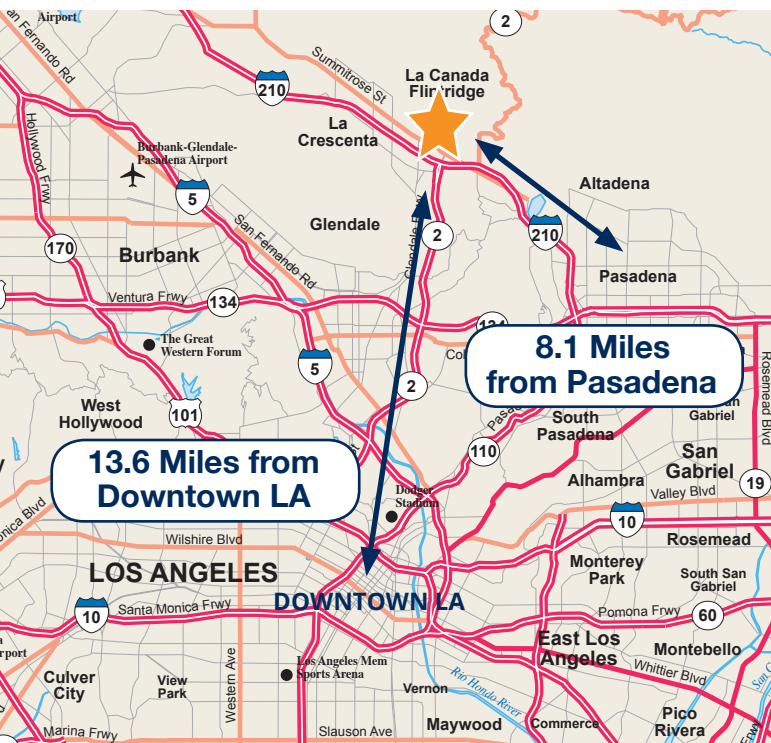 Airport
San Fernando Rd
2
Summitrose St
La Canada
Flintridge
210
La
Crescenta
Hollywood Frwy
Burbank-Glendale-
Pasadena Airport
5
Altadena
Glendale
San Fernando Rd
Glendale Frwy
2
210
170
Burbank
Pasadena
Ventura Frwy
134
134
The Great
Western Forum
8.1 Miles
from Pasadena
5
2
Rosemead Blvd
West
Hollywood
101
South
Pasadena
San
Gabriel
13.6 Miles from
Downtown LA
110
San
Gabriel
Alhambra
19
Valley Blvd
Dodger
Stadium
10
Wilshire Blvd
Rosemead
Monterey
Park
LOS ANGELES
South San
Gabriel
DOWNTOWN LA
10
Santa Monica Frwy
Pomona Frwy
60
East Los
Angeles
Montebello
Los Angeles Mem
Sports Arena
Whittier Blvd
Culver
City
View
Park
Western Ave
Rio Hondo River
Vernon
Maywood
Commerce
Pico
Rivera
Marina Frwy
Slauson Ave